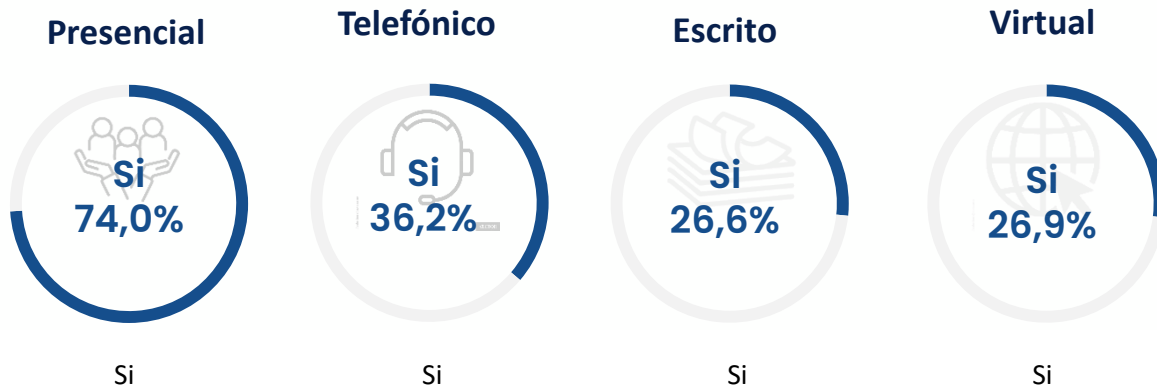 Presencial
Telefónico
Escrito
Virtual
Si
74,0%
Si
36,2%
Si
26,6%
Si
26,9%
Si
Si
Si
Si